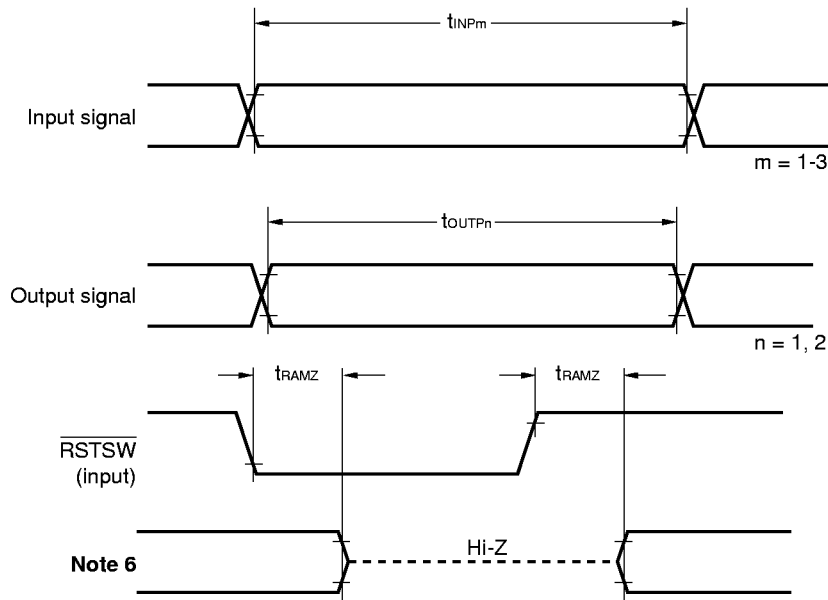 tINPm
Input signal
m = 1-3
tOUTPn
Output signal
n = 1, 2
tRAMZ tRAMZ
RSTSW
(input)
Hi-Z
Note 6